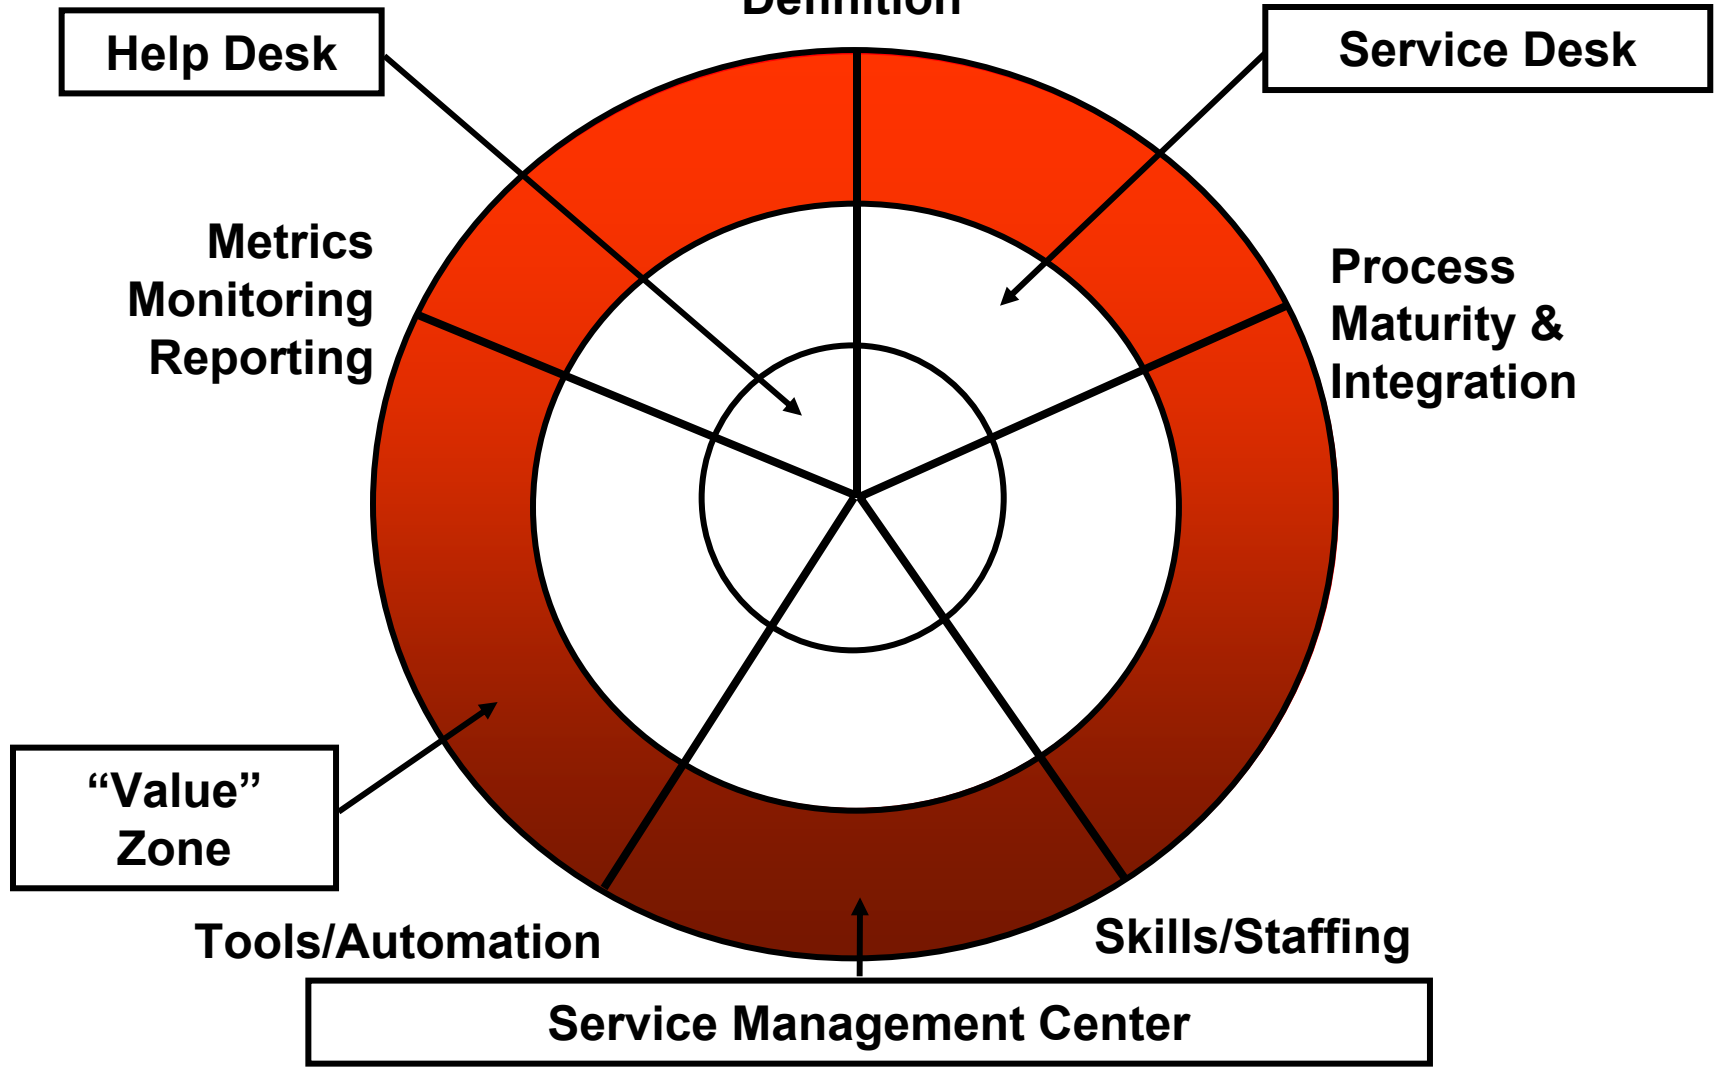 Definition
Help Desk
Service Desk
Metrics
Monitoring
Reporting
Process
Maturity &
Integration
“Value”
Zone
Tools/Automation
Skills/Staffing
Service Management Center